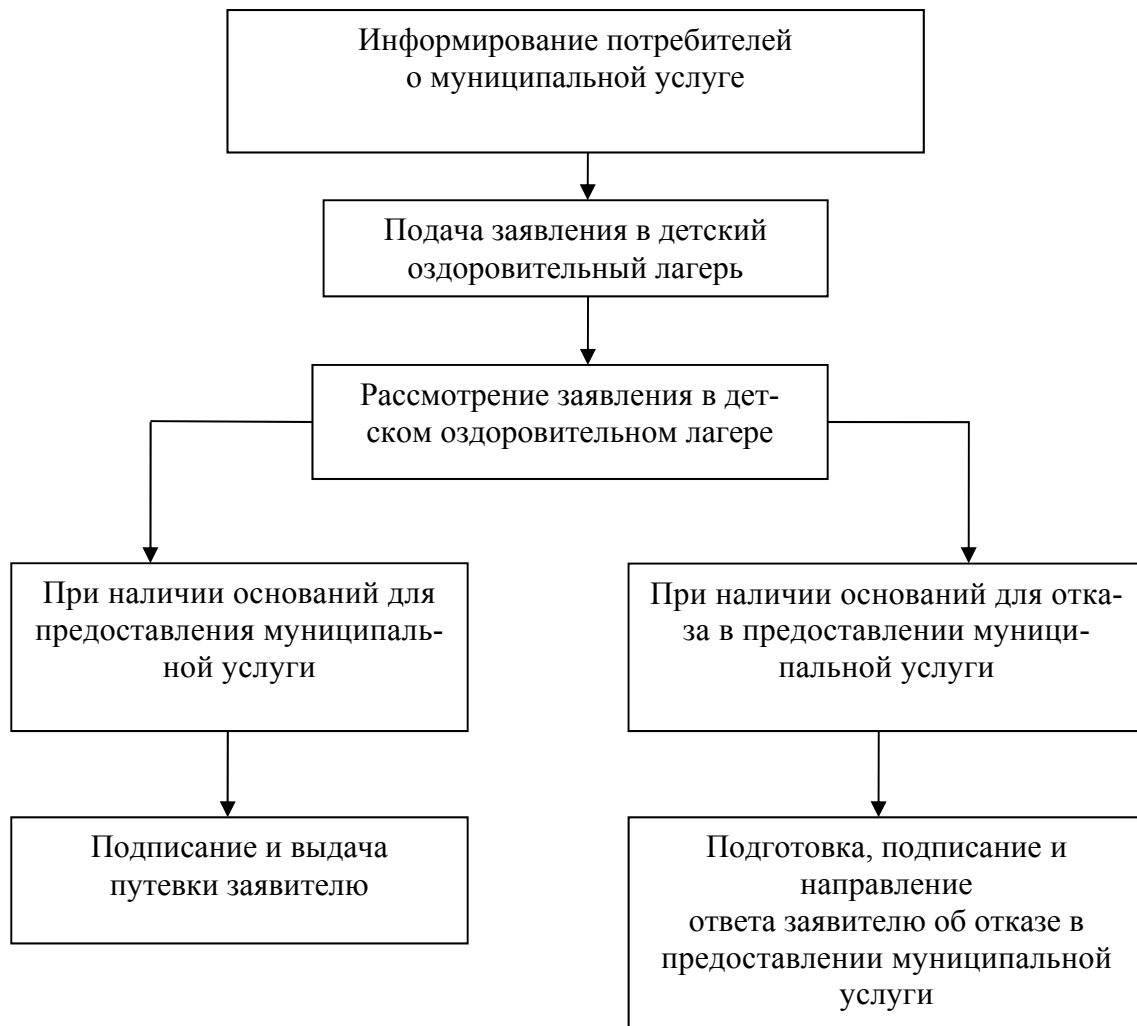 Информирование потребителей
о муниципальной услуге
Подача заявления в детский
оздоровительный лагерь
Рассмотрение заявления в дет-
ском оздоровительном лагере
При наличии оснований для
предоставления муниципаль-
ной услуги
При наличии оснований для отка-
за в предоставлении муници-
пальной услуги
Подписание и выдача
путевки заявителю
Подготовка, подписание и
направление
ответа заявителю об отказе в
предоставлении муниципальной
услуги